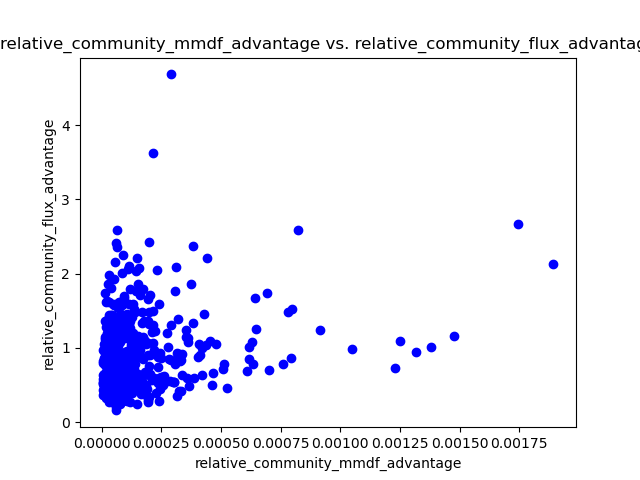 relative_community_mmdf_advantage vs. relative_community_flux_advantag
relative_community_flux_advantage
4
3
2
1
0
0.00000 0.00025 0.00050 0.00075 0.00100 0.00125 0.00150 0.00175
relative_community_mmdf_advantage